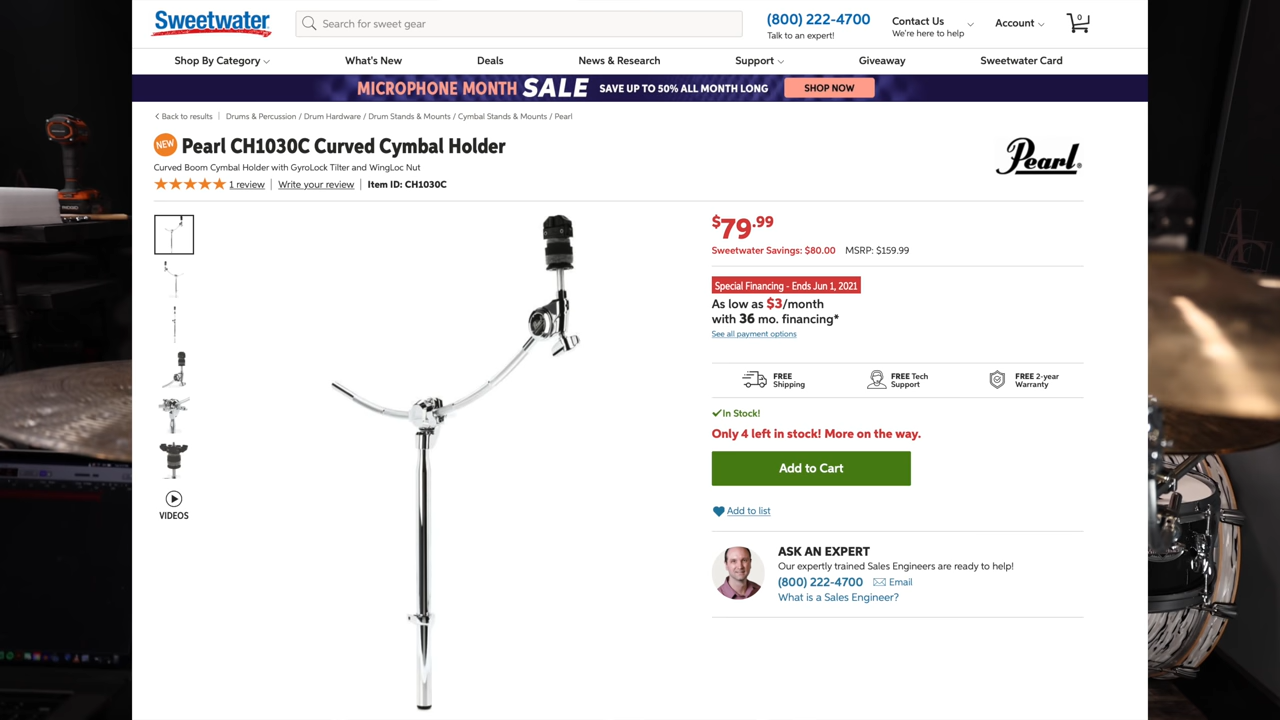 Sweetwater
Search for sweet gear
(800) 222-4700
Talk to an expert!
Contact Us
We're here to help
Account
0
Shop By Category
What's New
Deals
News & Research
Support
Giveaway
Sweetwater Card
MICROPHONE MONTH SALE SAVE UP TO 50% ALL MONTH LONG SHOP NOW
Back to results
Drums & Percussion / Drum Hardware / Drum Stands & Mounts / Cymbal Stands & Mounts / Pearl
NEW Pearl CH1030C Curved Cymbal Holder
Curved Boom Cymbal Holder with GyroLock Tilter and WingLoc Nut
1 review | Write your review | Item ID: CH1030C
Pearl
VIDEOS
$79.99
Sweetwater Savings: $80.00 MSRP: $159.99
Special Financing - Ends Jun 1, 2021
As low as $3/month
with 36 mo. financing*
See all payment options
FREE
Shipping
FREE Tech
Support
FREE 2-year
Warranty
In Stock!
Only 4 left in stock! More on the way.
Add to Cart
Add to list
ASK AN EXPERT
Our expertly trained Sales Engineers are ready to help!
(800) 222-4700 Email
What is a Sales Engineer?
RIDGID